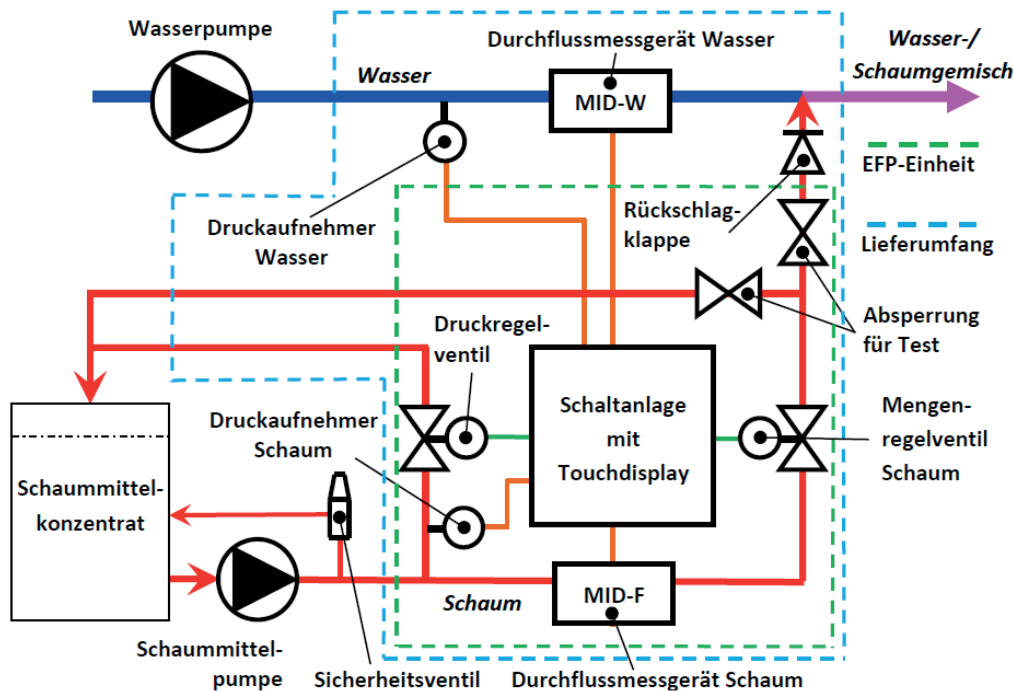 Wasserpumpe
Durchflussmessgerät Wasser
Wasser-/
Schaumgemisch
Wasser
MID-W
EFP-Einheit
Rückschlag-
klappe
Druckaufnehmer
Wasser
Lieferumfang
Absperrung
für Test
Druckregel-
ventil
Schaltanlage
mit
Touchdisplay
Mengen-
regelventil
Schaum
Druckaufnehmer
Schaum
Schaummittel-
konzentrat
Schaum
MID-F
Schaummittel-
pumpe
Sicherheitsventil
Durchflussmessgerät Schaum